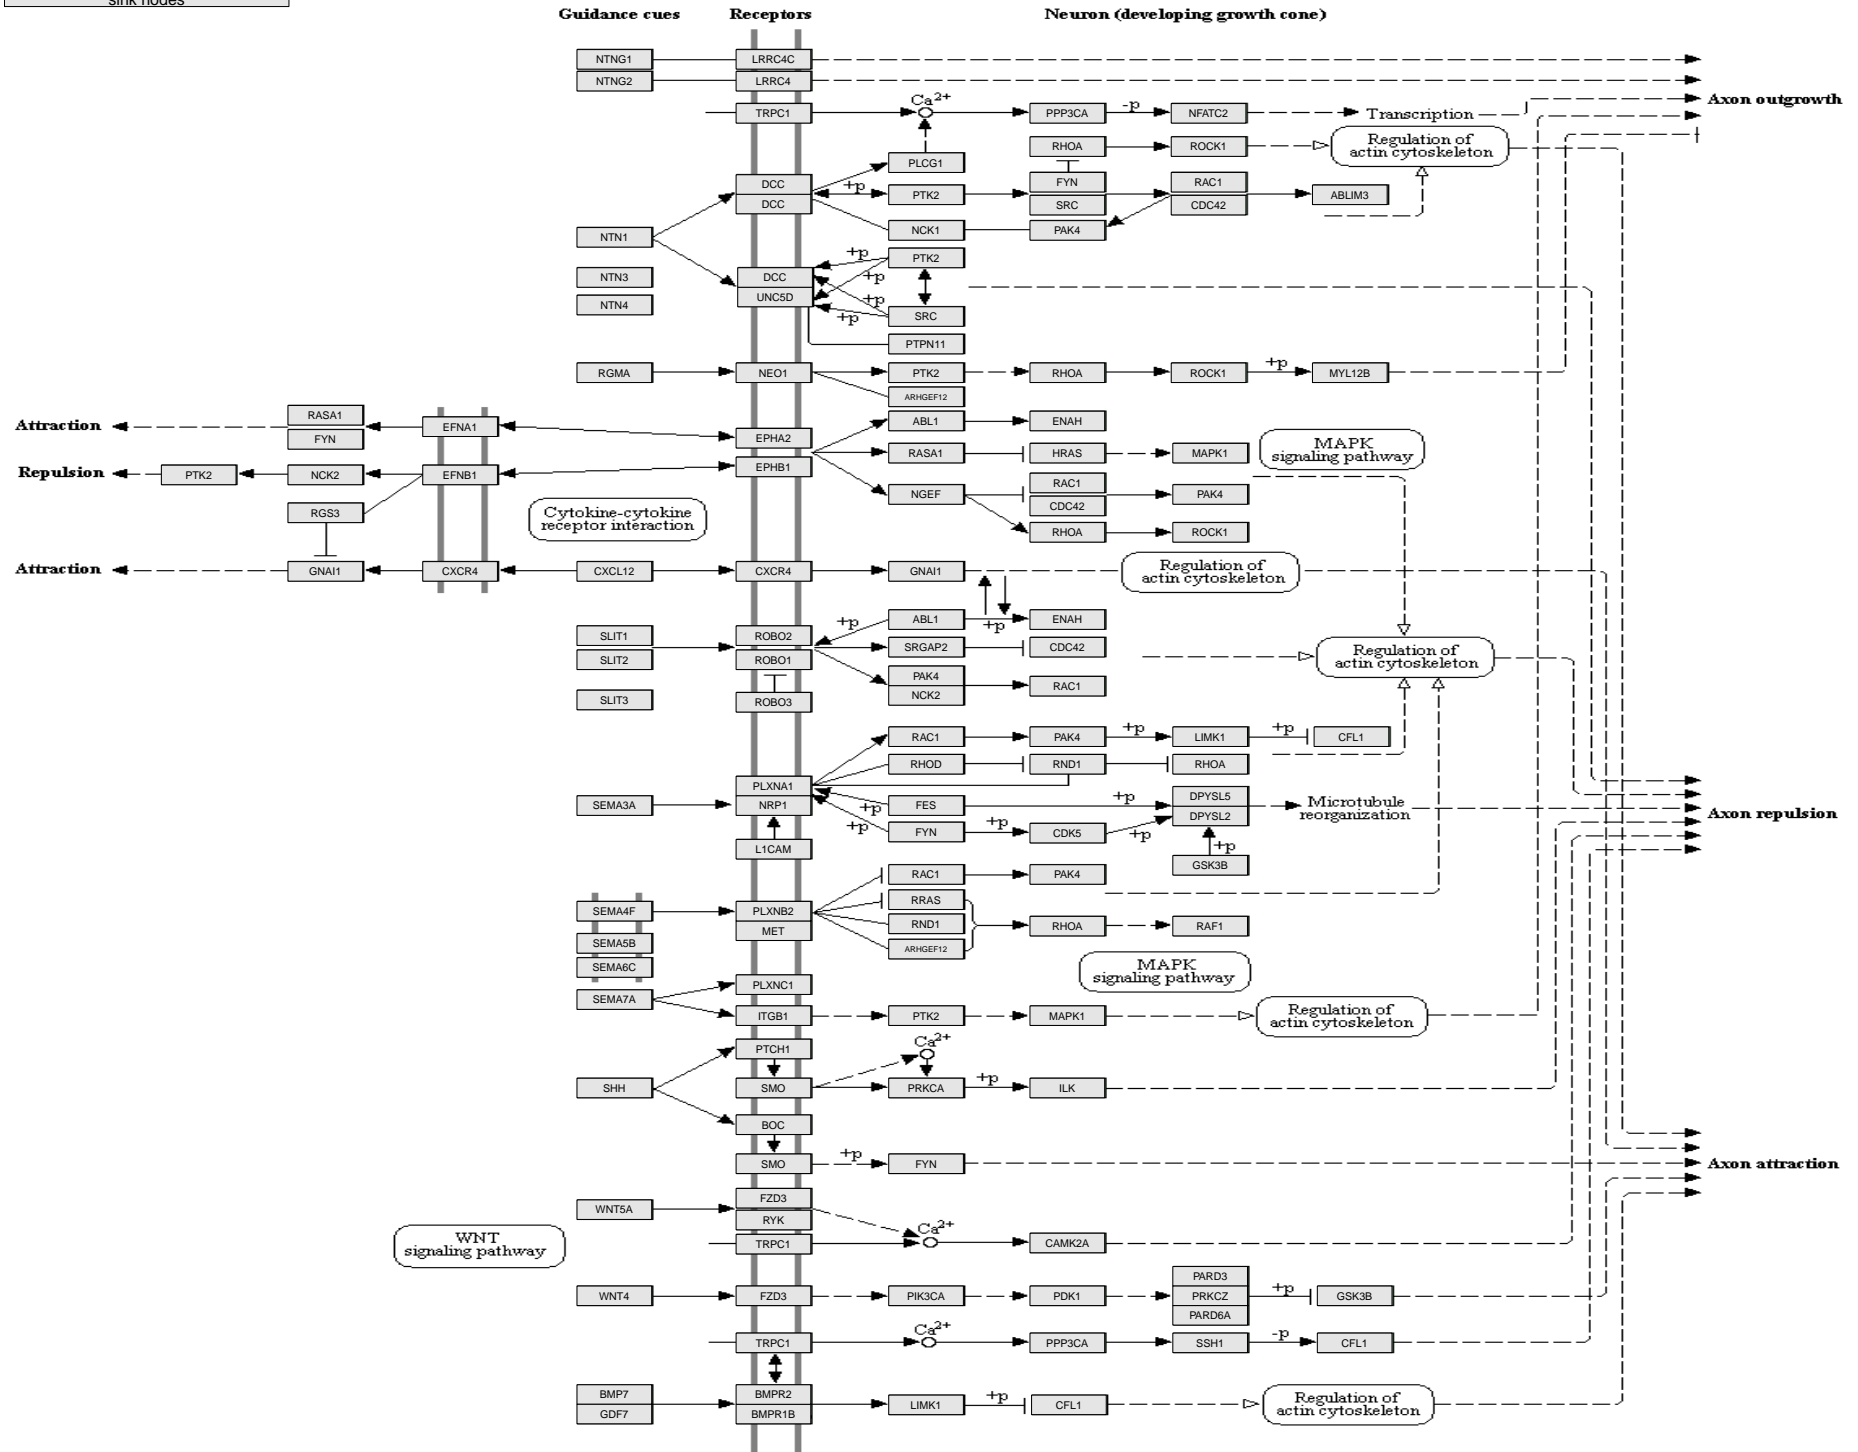 sink nodes
Guidance cues Receptors Neuron (developing growth cone)
NTNG1 LRRC4C
NTNG2 LRRC4
Axon outgrowth
Ca2+
TRPC1 PPP3CA -p NFATC2 Transcription
RHOA ROCK1 Regulation of
actin cytoskeleton
PLCG1
DCC +p PTK2 FYN RAC1 ABLIM3
DCC SRC CDC42
NCK1 PAK4
NTN1
+p PTK2
NTN3 DCC +p
NTN4 UNC5D +p
+p SRC
PTPN11
RGMA NEO1 PTK2 RHOA ROCK1 +p MYL12B
ARHGEF12
RASA1
Attraction FYN EFNA1 EPHA2 ABL1 ENAH
MAPK
signaling pathway
RASA1 HRAS MAPK1
Repulsion PTK2 NCK2 EFNB1 EPHB1
NGEF RAC1 PAK4
CDC42
RGS3 Cytokine-cytokine
receptor interaction
RHOA ROCK1
Attraction GNAI1 CXCR4 CXCL12 CXCR4 GNAI1 Regulation of
actin cytoskeleton
+p ABL1 +p ENAH
SLIT1 ROBO2 SRGAP2 CDC42
SLIT2 ROBO1 Regulation of
actin cytoskeleton
PAK4 RAC1
NCK2
SLIT3 ROBO3
RAC1 PAK4 +p LIMK1 +p CFL1
RHOD RND1 RHOA
PLXNA1
SEMA3A NRP1 +p FES +p DPYSL5 Microtubule
reorganization
DPYSL2
Axon repulsion
+p FYN +p CDK5 +p
L1CAM +p
GSK3B
RAC1 PAK4
SEMA4F PLXNB2 RRAS
MET RND1 RHOA RAF1
SEMA5B ARHGEF12
SEMA6C MAPK
signaling pathway
PLXNC1
SEMA7A
ITGB1 PTK2 MAPK1 Regulation of
actin cytoskeleton
PTCH1 Ca2+
SHH SMO PRKCA +p ILK
BOC
SMO +p FYN Axon attraction
FZD3
WNT5A RYK Ca2+
WNT
signaling pathway
TRPC1 CAMK2A
PARD3
WNT4 FZD3 PIK3CA PDK1 PRKCZ +p GSK3B
PARD6A
Ca2+
TRPC1 PPP3CA SSH1 -p CFL1
BMP7 BMPR2 LIMK1 +p CFL1 Regulation of
actin cytoskeleton
GDF7 BMPR1B